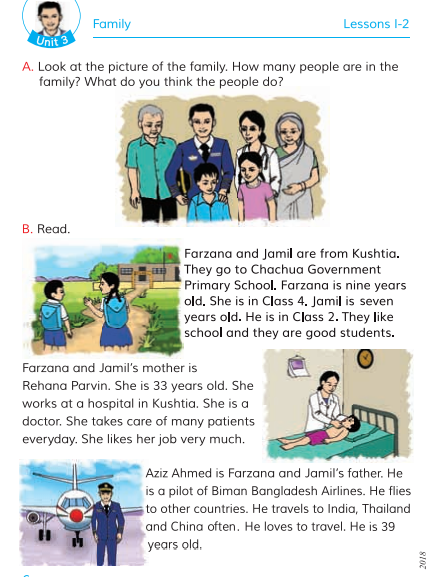 Unit 3
Family
Lessons 1-2
A. Look at the picture of the family. How many people are in the
family? What do you think the people do?
B. Read.
Farzana and Jamil are from Kushtia.
They go to Chachua Government
Primary School. Farzana is nine years
old. She is in Class 4. Jamil is seven
years old. He is in Class 2. They like
school and they are good students.
Farzana and Jamil's mother is
Rehana Parvin. She is 33 years old. She
works at a hospital in Kushtia. She is a
doctor. She takes care of many patients
everyday. She likes her job very much.
Aziz Ahmed is Farzana and Jamil's father. He
is a pilot of Biman Bangladesh Airlines. He flies
to other countries. He travels to India, Thailand
and China often. He loves to travel. He is 39
years old.
2018